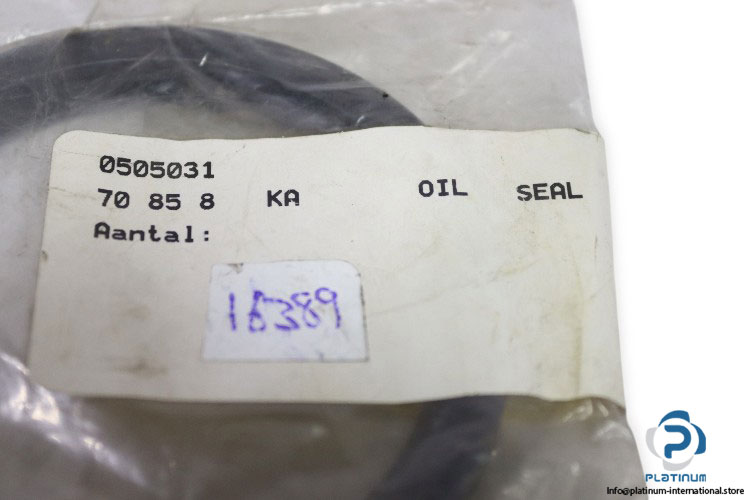 0505031
70 85 8 KA OIL SEAL
Aantal:
16389
PLATINUM
Info@platinum-international.store